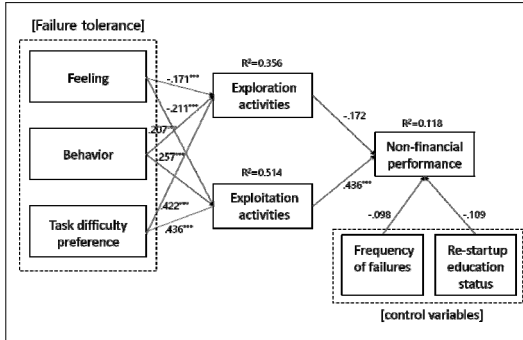 [Failure tolerance]
Feeling
Behavior
Task difficulty
preference
-.171***
-.211***
.207***
.257***
.422***
.436***
R²=0.356
Exploration
activities
R²=0.514
Exploitation
activities
-.172
.436***
R²=0.118
Non-financial
performance
-.098
-.109
Frequency
of failures
Re-startup
education
status
[control variables]